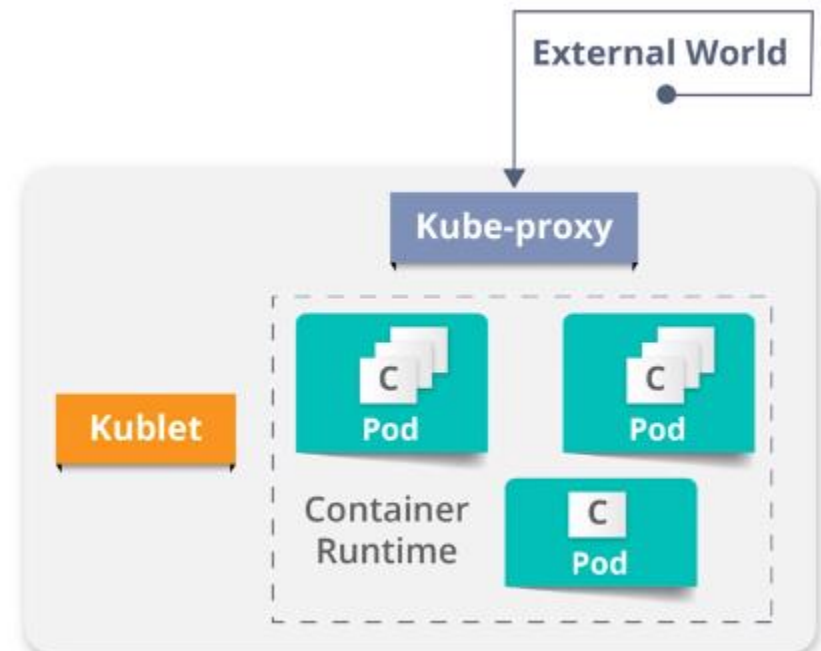 External World
Kube-proxy
C
Pod
C
Pod
Kublet
Container
Runtime
C
Pod